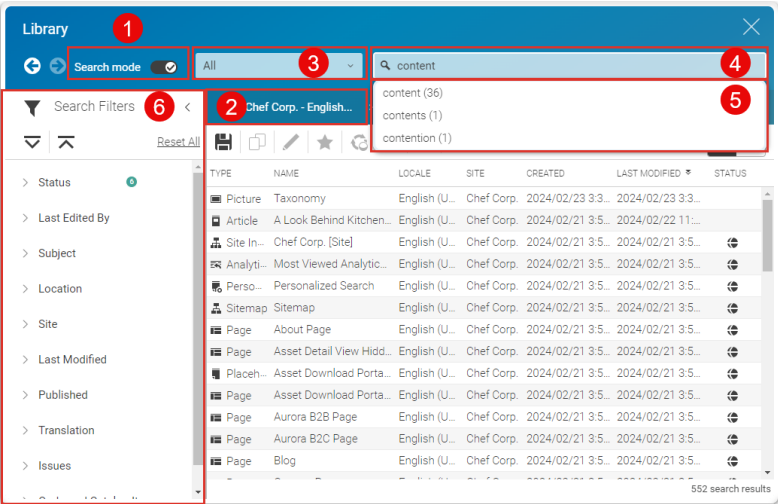 Library
1
Search mode
All
3
content
4
content (36)
contents (1)
contention (1)
5
Search Filters
6
Reset All
Status 6
Last Edited By
Subject
Location
Site
Last Modified
Published
Translation
Issues
2
Chef Corp. - English...
TYPE NAME LOCALE SITE CREATED LAST MODIFIED STATUS
Picture Taxonomy English (U... Chef Corp. 2024/02/23 3:3... 2024/02/23 3:3...
Article A Look Behind Kitchen... English (U... Chef Corp. 2024/02/21 3:5... 2024/02/22 11:...
Site In... Chef Corp. [Site] English (U... Chef Corp. 2024/02/21 3:5... 2024/02/21 3:5...
Analyti... Most Viewed Analytic... English (U... Chef Corp. 2024/02/21 3:5... 2024/02/21 3:5...
Perso... Personalized Search English (U... Chef Corp. 2024/02/21 3:5... 2024/02/21 3:5...
Sitemap Sitemap English (U... Chef Corp. 2024/02/21 3:5... 2024/02/21 3:5...
Page About Page English (U... Chef Corp. 2024/02/21 3:5... 2024/02/21 3:5...
Page Asset Detail View Hidd... English (U... Chef Corp. 2024/02/21 3:5... 2024/02/21 3:5...
Placeh... Asset Download Porta... English (U... Chef Corp. 2024/02/21 3:5... 2024/02/21 3:5...
Page Asset Download Porta... English (U... Chef Corp. 2024/02/21 3:5... 2024/02/21 3:5...
Page Aurora B2B Page English (U... Chef Corp. 2024/02/21 3:5... 2024/02/21 3:5...
Page Aurora B2C Page English (U... Chef Corp. 2024/02/21 3:5... 2024/02/21 3:5...
Page Blog English (U... Chef Corp. 2024/02/21 3:5... 2024/02/21 3:5...
552 search results